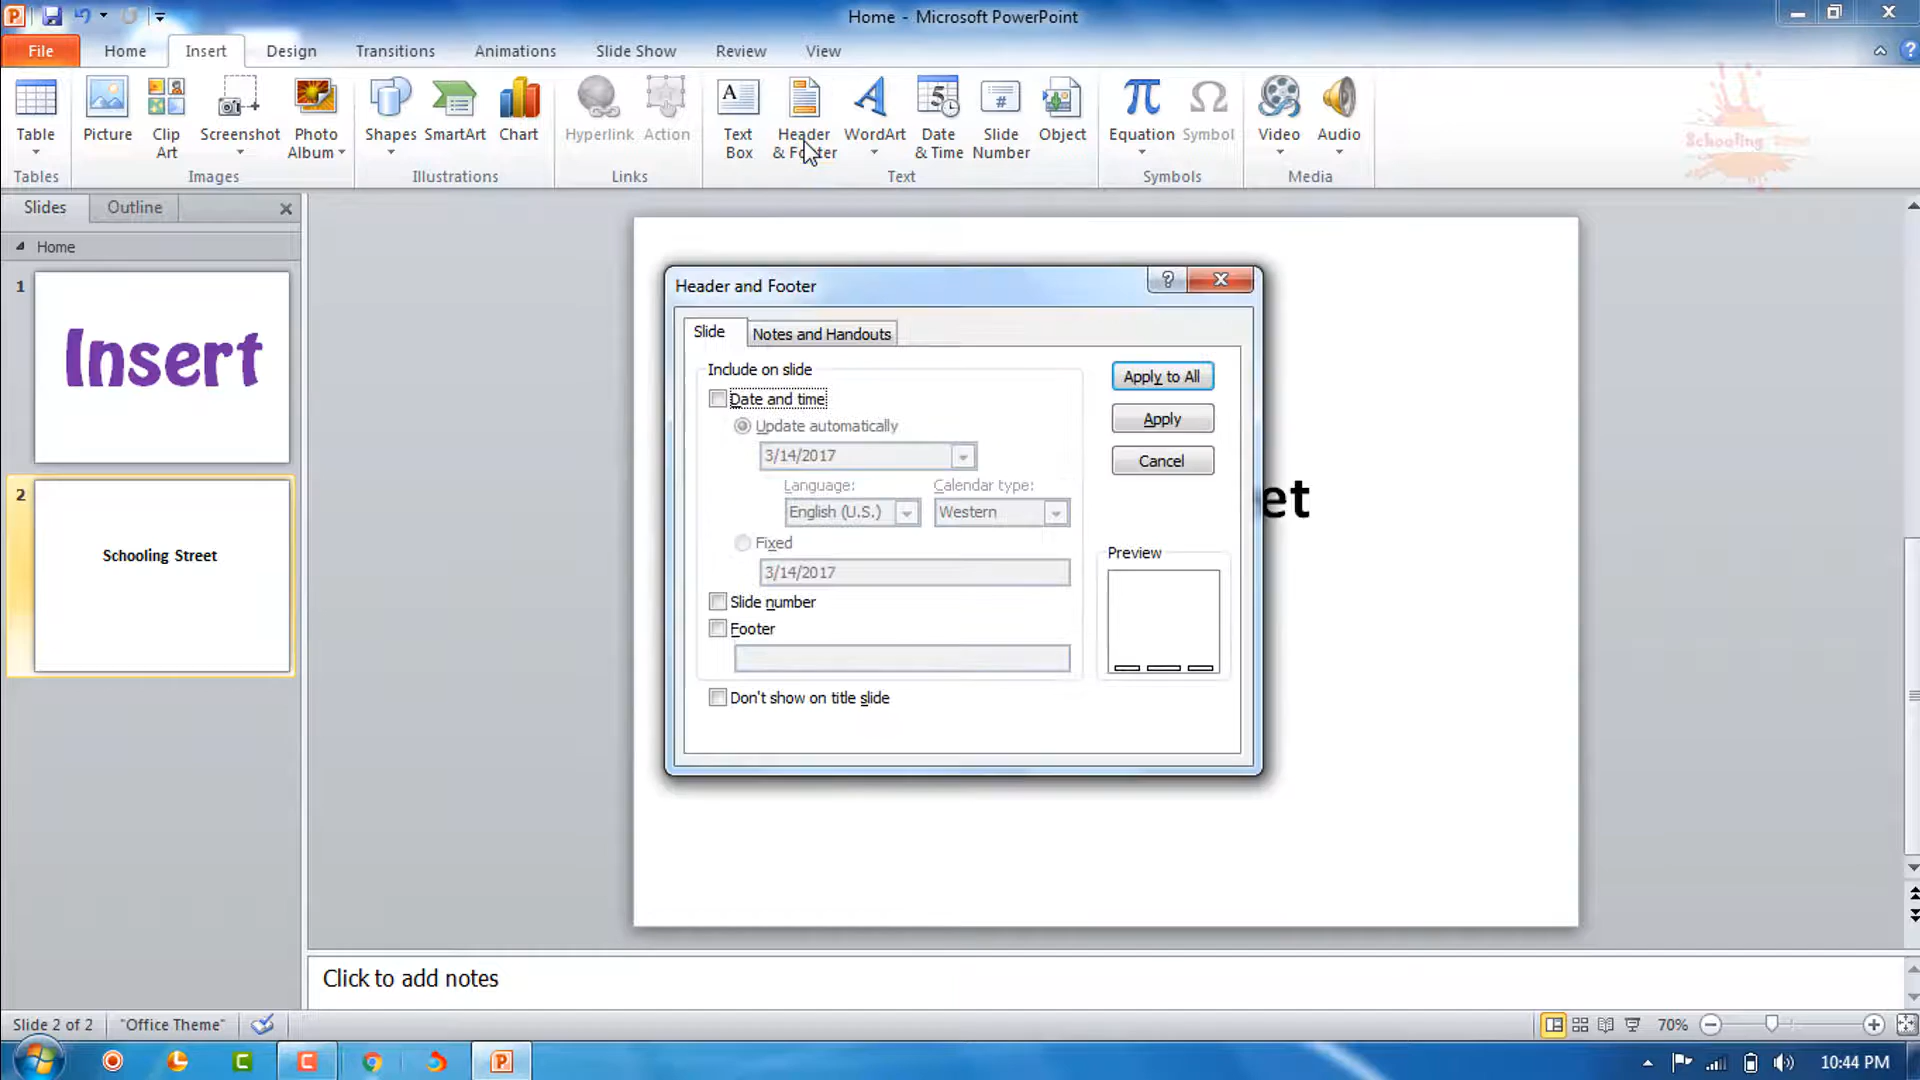 Home - Microsoft PowerPoint
File Home Insert Design Transitions Animations Slide Show Review View
Table Picture Clip Art Screenshot Photo Album Shapes SmartArt Chart Hyperlink Action Text Box Header & Footer WordArt Date & Time Slide Number Object Equation Symbol Video Audio
Tables Images Illustrations Links Text Symbols Media
Schooling Street
Slides Outline
Home
1
Insert
2
Schooling Street
Header and Footer
Slide Notes and Handouts
Include on slide
Date and time
Update automatically
3/14/2017
Language: Calendar type:
English (U.S.) Western
Fixed
3/14/2017
Slide number
Footer
Don't show on title slide
Apply to All
Apply
Cancel
Preview
et
Click to add notes
Slide 2 of 2 "Office Theme" 70%
10:44 PM